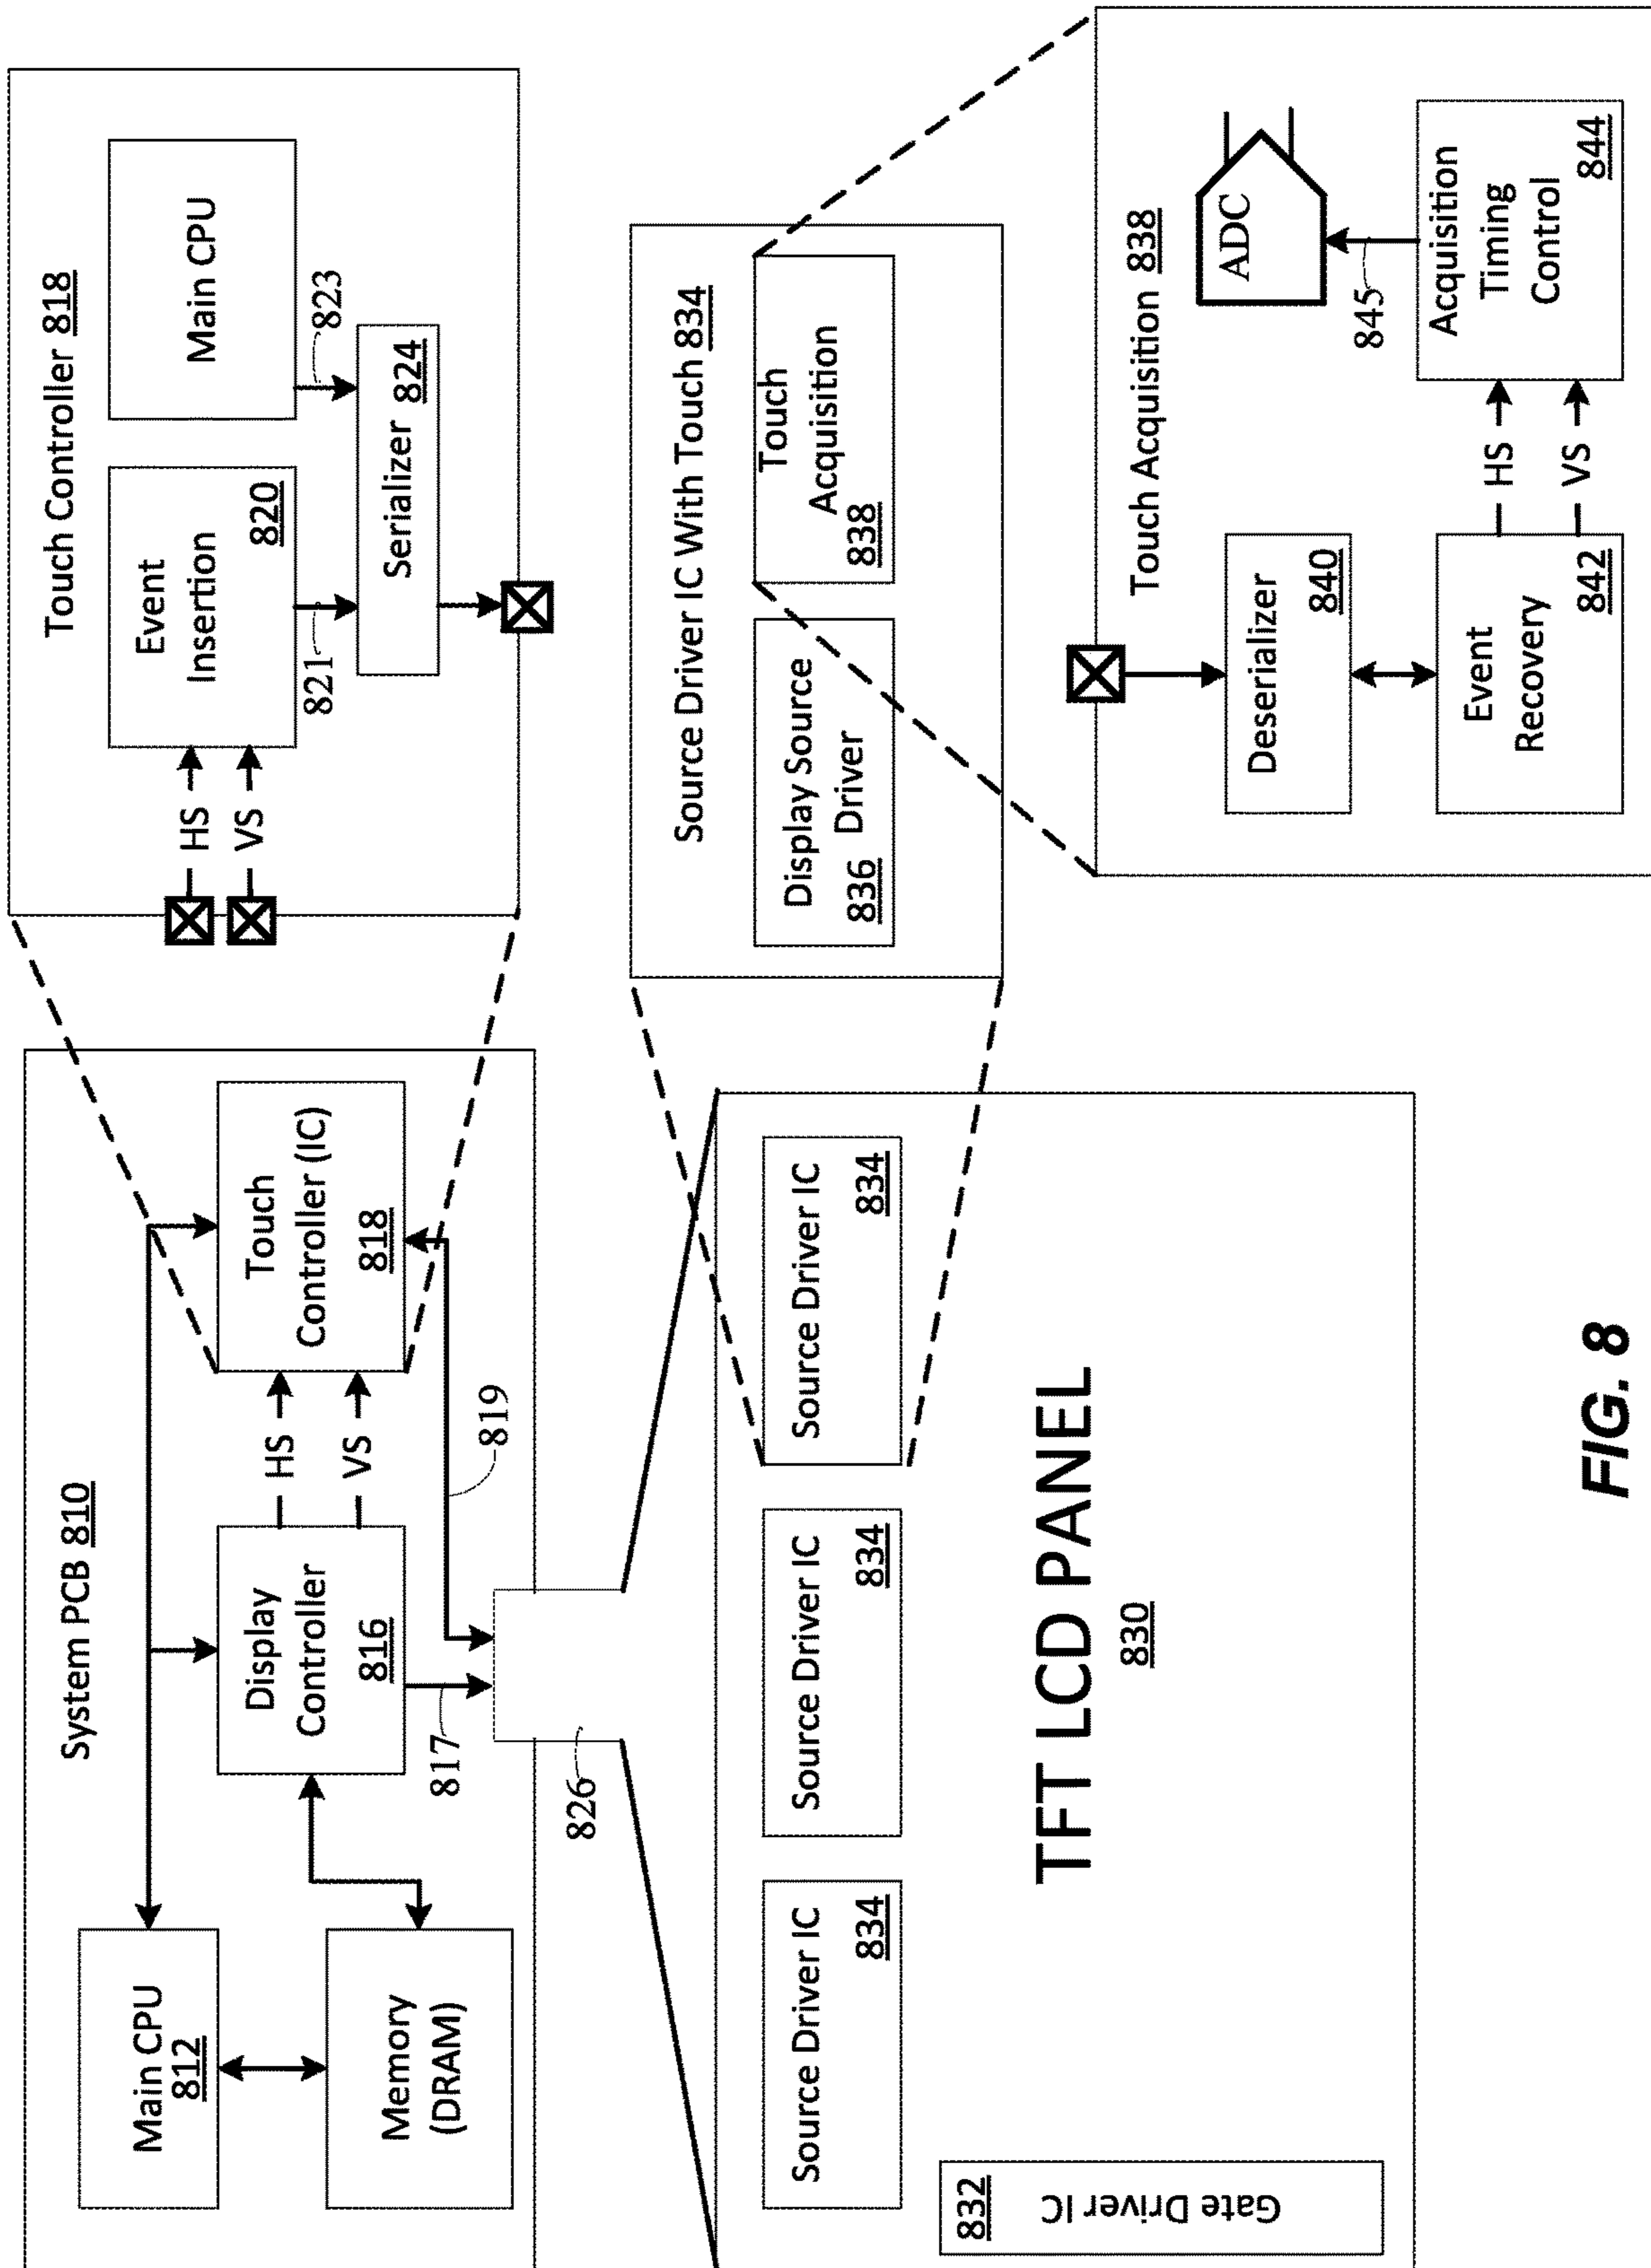 System PCB 810
Main CPU
812
Memory
(DRAM)
Display
Controller
816
HS
VS
Touch
Controller (IC)
818
817
819
826
Touch Controller 818
HS
VS
Event
Insertion
820
Main CPU
821
823
Serializer 824
TFT LCD PANEL
830
Gate Driver IC
832
Source Driver IC
834
Source Driver IC
834
Source Driver IC
834
Source Driver IC With Touch 834
Display Source
836 Driver
Touch
Acquisition
838
Touch Acquisition 838
Deserializer
840
Event
Recovery
842
HS
VS
ADC
845
Acquisition
Timing
Control
844
FIG. 8